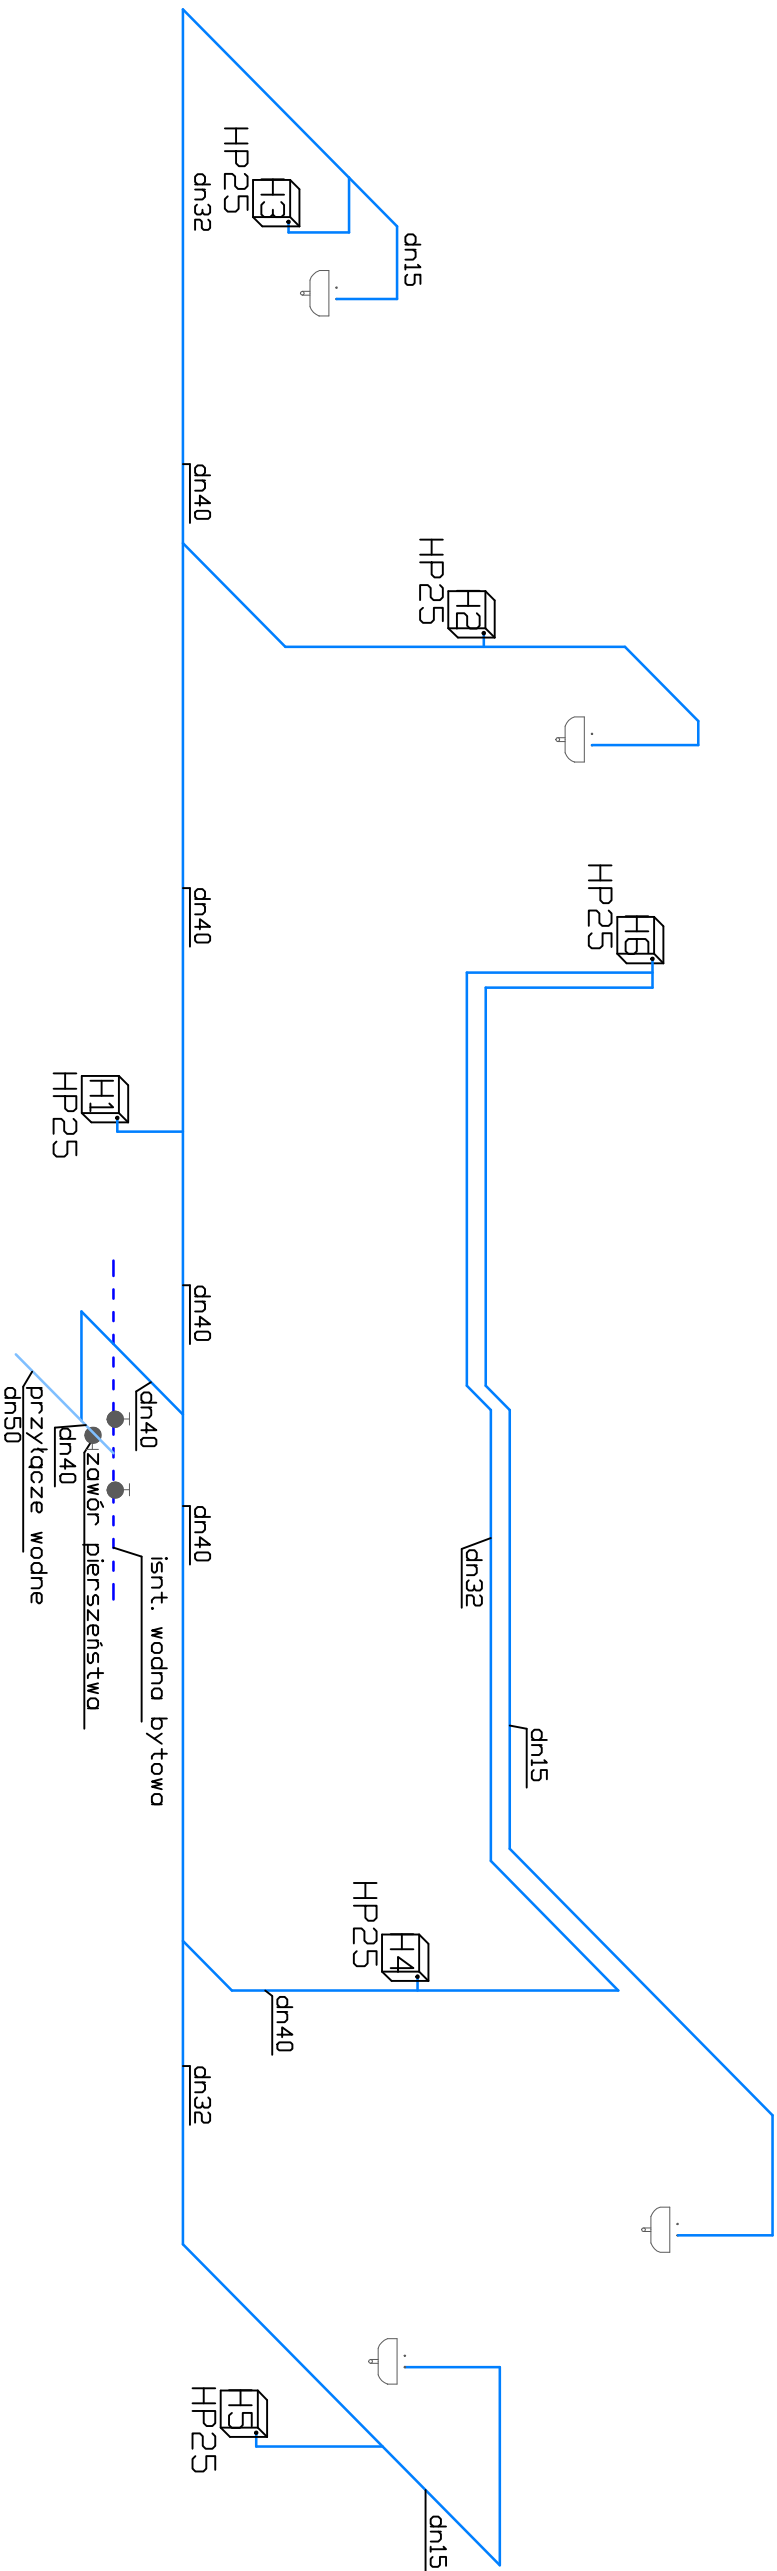 HP25
H3
dn32
dn15
dn40
HP25
H2
dn40
HP25
H6
H1
HP25
dn40
dn40
dn40
przyłącze wodne
dn50
zawór pierszeństwa
dn40
isnt. wodna bytowa
dn32
dn15
HP25
H4
dn40
dn32
H5
HP25
dn15